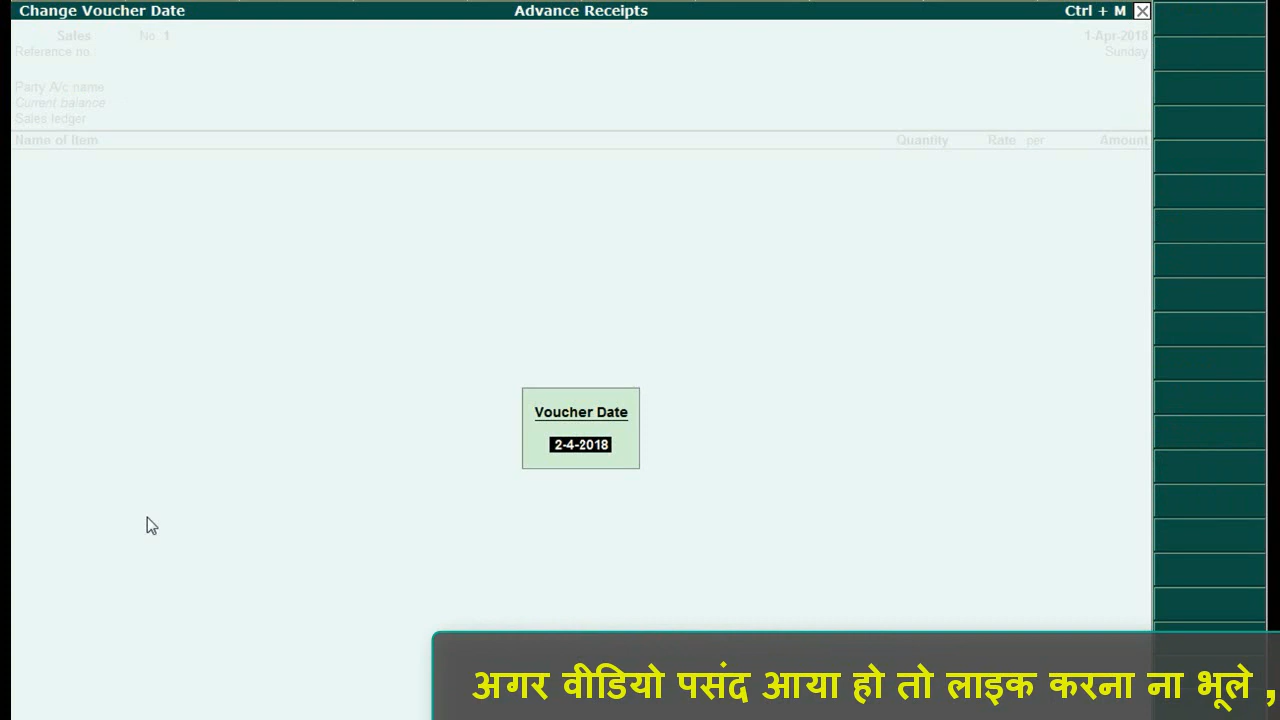 Change Voucher Date Advance Receipts Ctrl + M
Sales No. 1 1-Apr-2018
Reference no.: Sunday
Party A/c name
Current balance
Sales ledger
Name of Item Quantity Rate per Amount
Voucher Date
2-4-2018
अगर वीडियो पसंद आया हो तो लाइक करना ना भूले ,